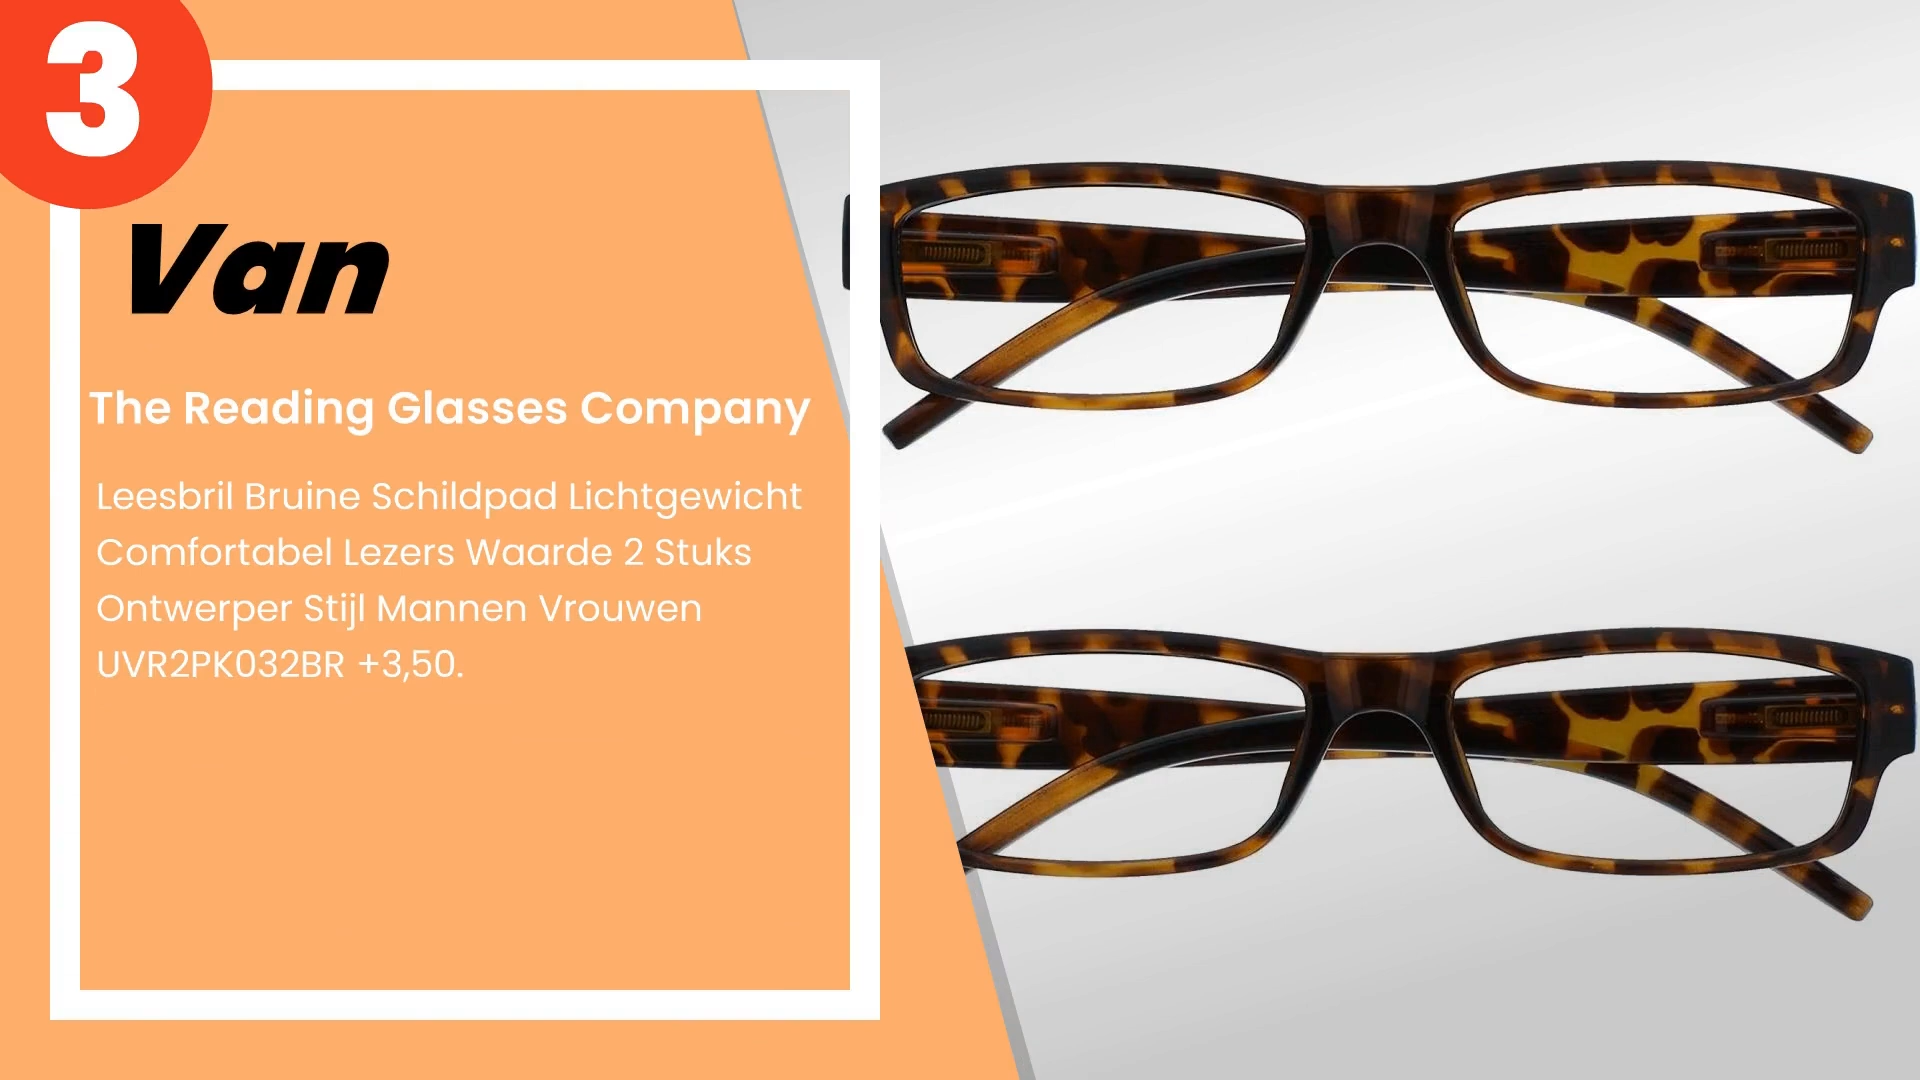 3
Van
The Reading Glasses Company
Leesbril Bruine Schildpad Lichtgewicht
Comfortabel Lezers Waarde 2 Stuks
Ontwerper Stijl Mannen Vrouwen
UVR2PK032BR +3,50.